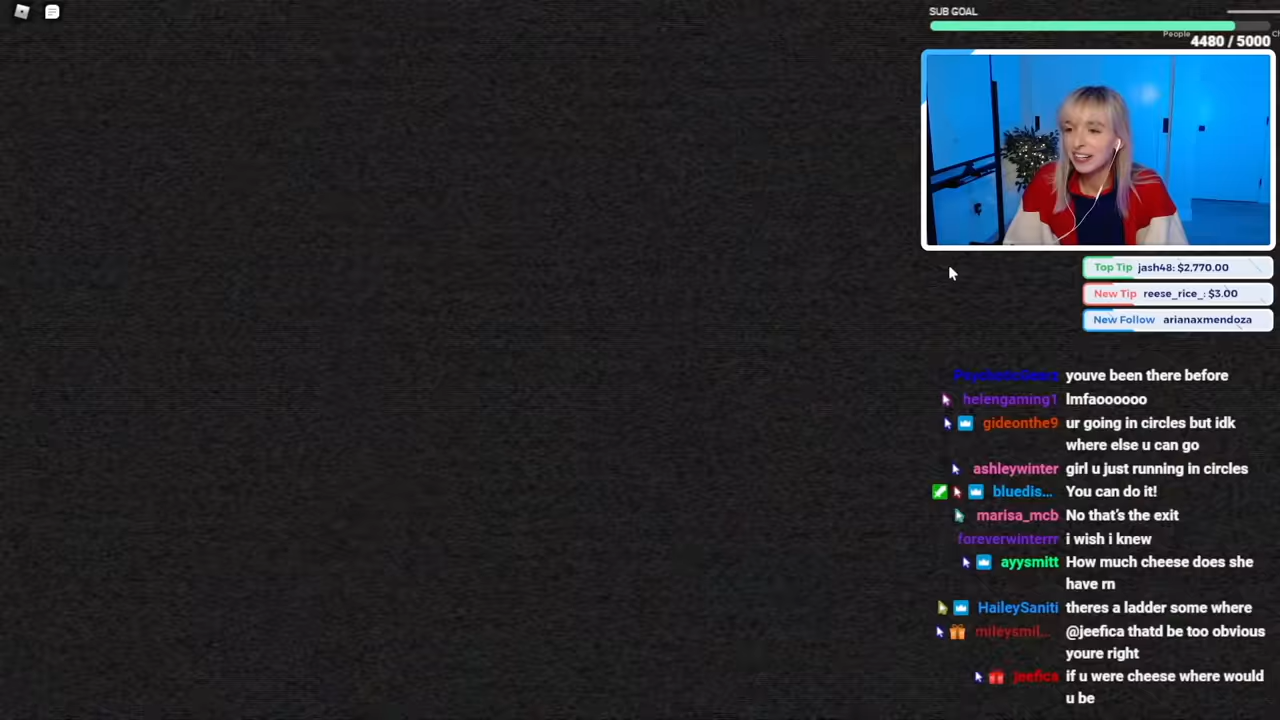 SUB GOAL
People
4480 / 5000
Top Tip jash48: $2,770.00
New Tip reese_rice_: $3.00
New Follow arianaxmendoza
youve been there before
helengaming1 lmfaoooooo
gideonthe9 ur going in circles but idk
where else u can go
ashleywinter girl u just running in circles
bluedis... You can do it!
marisa_mcb No that's the exit
foreverwinterrr i wish i knew
ayysmitt How much cheese does she
have rn
HaileySaniti theres a ladder some where
mileysmil... @jeefica thatd be too obvious
youre right
jeefica if u were cheese where would
u be